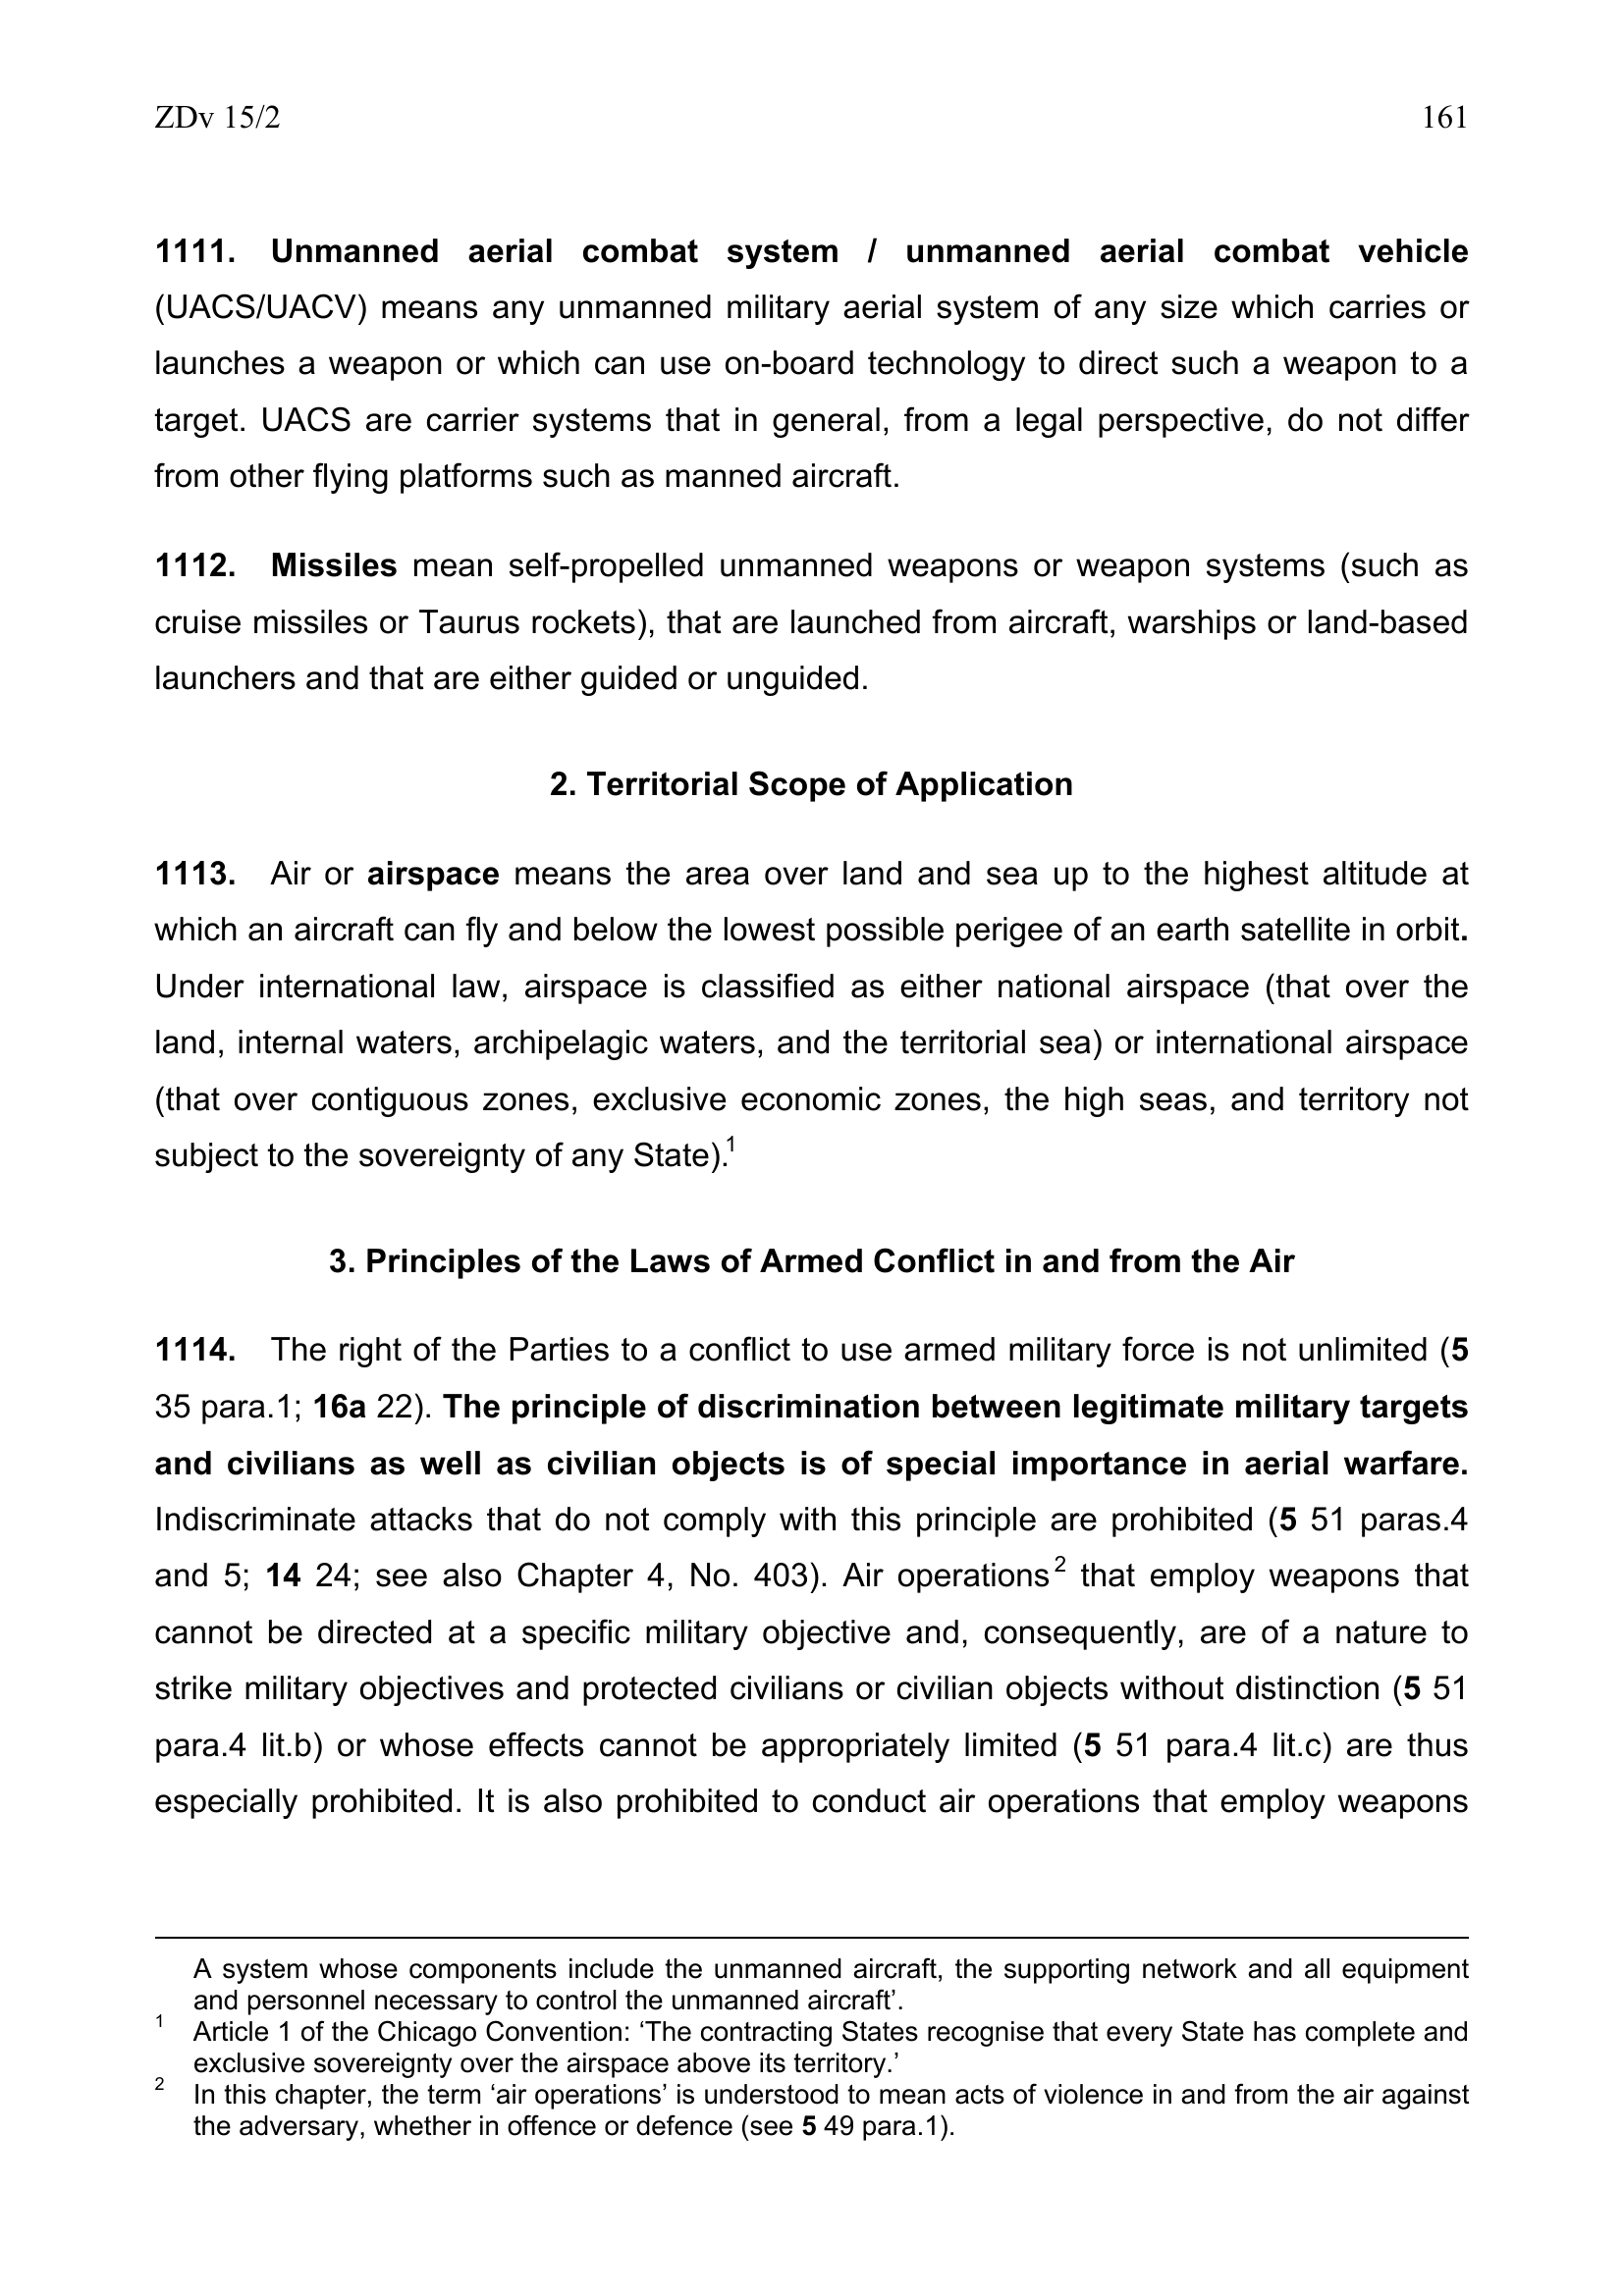 ZDv 15/2 161
1111. Unmanned aerial combat system / unmanned aerial combat vehicle
(UACS/UACV) means any unmanned military aerial system of any size which carries or
launches a weapon or which can use on-board technology to direct such a weapon to a
target. UACS are carrier systems that in general, from a legal perspective, do not differ
from other flying platforms such as manned aircraft.
1112. Missiles mean self-propelled unmanned weapons or weapon systems (such as
cruise missiles or Taurus rockets), that are launched from aircraft, warships or land-based
launchers and that are either guided or unguided.
2. Territorial Scope of Application
1113. Air or airspace means the area over land and sea up to the highest altitude at
which an aircraft can fly and below the lowest possible perigee of an earth satellite in orbit.
Under international law, airspace is classified as either national airspace (that over the
land, internal waters, archipelagic waters, and the territorial sea) or international airspace
(that over contiguous zones, exclusive economic zones, the high seas, and territory not
subject to the sovereignty of any State).1
3. Principles of the Laws of Armed Conflict in and from the Air
1114. The right of the Parties to a conflict to use armed military force is not unlimited (5
35 para.1; 16a 22). The principle of discrimination between legitimate military targets
and civilians as well as civilian objects is of special importance in aerial warfare.
Indiscriminate attacks that do not comply with this principle are prohibited (5 51 paras.4
and 5; 14 24; see also Chapter 4, No. 403). Air operations2 that employ weapons that
cannot be directed at a specific military objective and, consequently, are of a nature to
strike military objectives and protected civilians or civilian objects without distinction (5 51
para.4 lit.b) or whose effects cannot be appropriately limited (5 51 para.4 lit.c) are thus
especially prohibited. It is also prohibited to conduct air operations that employ weapons
A system whose components include the unmanned aircraft, the supporting network and all equipment
and personnel necessary to control the unmanned aircraft’.
1 Article 1 of the Chicago Convention: ‘The contracting States recognise that every State has complete and
exclusive sovereignty over the airspace above its territory.’
2 In this chapter, the term ‘air operations’ is understood to mean acts of violence in and from the air against
the adversary, whether in offence or defence (see 5 49 para.1).